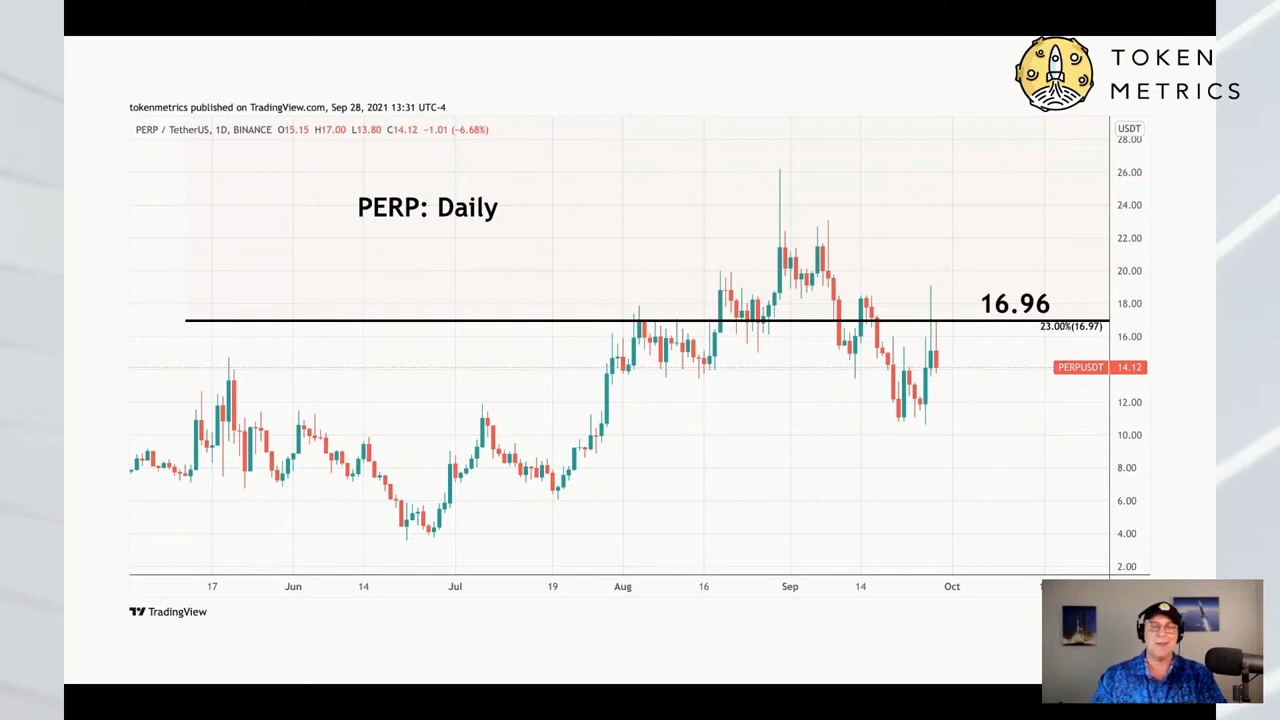 TOKEN
METRICS
tokenmetrics published on TradingView.com, Sep 28, 2021 13:31 UTC-4
PERP / TetherUS, 1D, BINANCE O15.15 H17.00 L13.80 C14.12 −1.01 (−6.68%)
USDT
28.00
26.00
PERP: Daily
24.00
22.00
20.00
16.96
18.00
23.00%(16.97)
16.00
PERPUSDT 14.12
12.00
10.00
8.00
6.00
4.00
2.00
17 Jun 14 Jul 19 Aug 16 Sep 14 Oct
TradingView